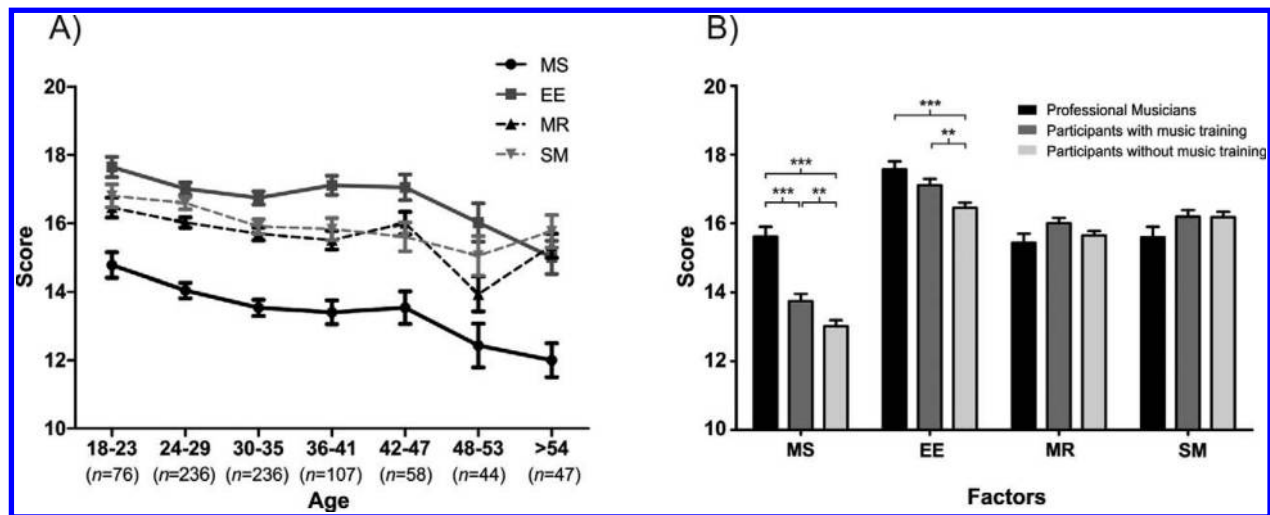 A)
MS
EE
MR
SM
20
18
16
14
12
10
Score
18-23 24-29 30-35 36-41 42-47 48-53 >54
(n=76) (n=236) (n=236) (n=107) (n=58) (n=44) (n=47)
Age
B)
Professional Musicians
Participants with music training
Participants without music training
20
18
16
14
12
10
Score
***
**
***
*** **
MS EE MR SM
Factors